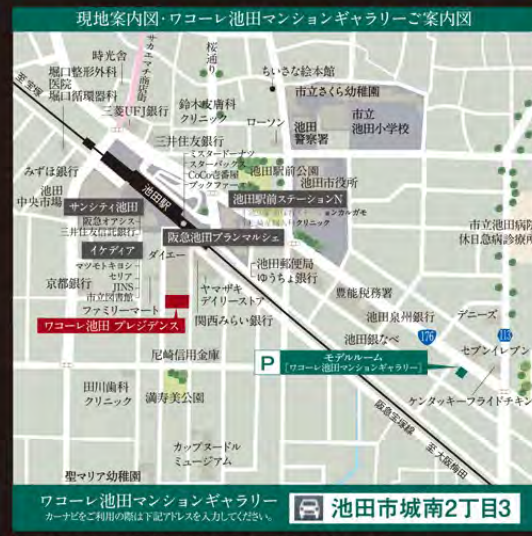 現地案内図・ワコーレ池田マンションギャラリーご案内図
至宝塚
時光舎
堀口整形外科
医院
堀口循環器科
サカエマチ商店街
三菱UFJ銀行
桜通り
鈴木皮膚科
クリニック
ちいさな絵本館
市立さくら幼稚園
ローソン
池田
警察署
市立
池田小学校
三井住友銀行
ミスタードーナツ
スターバックス
CoCo壱番屋
ブックファースト
池田駅前公園
池田市役所
みずほ銀行
池田
中央市場
池田駅
サンシティ池田
阪急オアシス
三井住友信託銀行
池田駅前ステーションN
クリニック
阪急池田ブランマルシェ
市立池田病院
休日急病診療所
イケディア
マツモトキヨシ
セリア
JINS
市立図書館
ダイエー
京都銀行
ファミリーマート
ワコーレ池田 プレジデンス
ヤマザキ
デイリーストア
関西みらい銀行
池田郵便局
ゆうちょ銀行
豊能税務署
池田泉州銀行
デニーズ
池田銀なべ
176
113
セブンイレブン
尼崎信用金庫
P
モデルルーム
[ワコーレ池田マンションギャラリー]
田川歯科
クリニック
満寿美公園
ケンタッキーフライドチキン
阪急宝塚線
至大阪梅田
カップヌードル
ミュージアム
聖マリア幼稚園
ワコーレ池田マンションギャラリー
カーナビをご利用の際は下記アドレスを入力してください。
池田市城南2丁目3